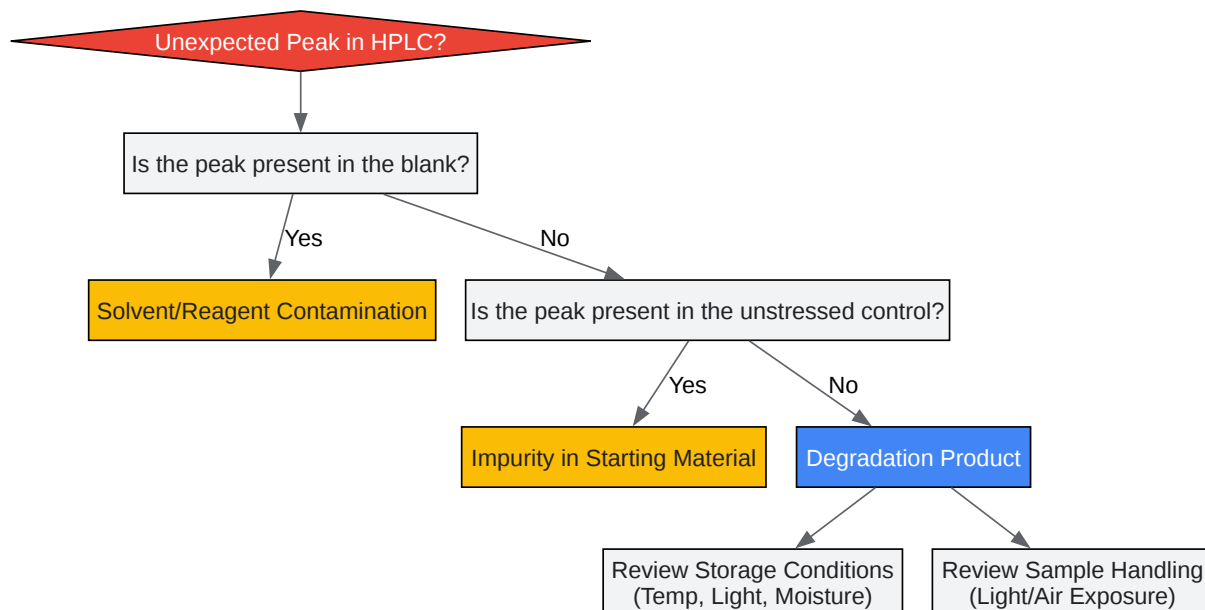 Unexpected Peak in HPLC?
Is the peak present in the blank?
Yes
No
Solvent/Reagent Contamination
Is the peak present in the unstressed control?
Yes
No
Impurity in Starting Material
Degradation Product
Review Storage Conditions
(Temp, Light, Moisture)
Review Sample Handling
(Light/Air Exposure)